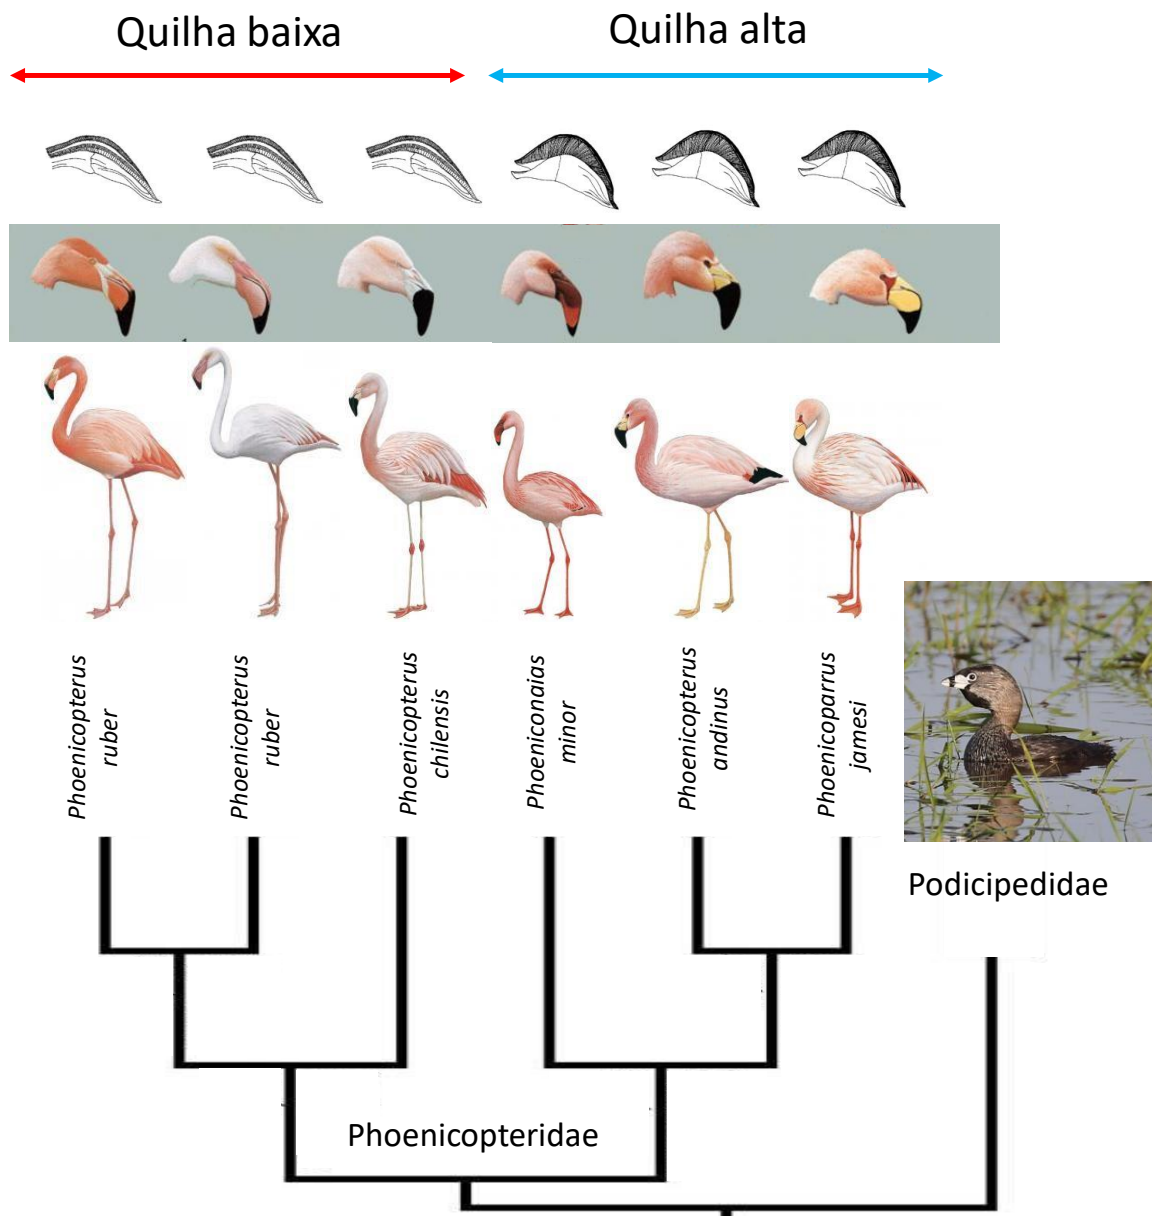 Quilha baixa
Quilha alta
Phoenicopterus
ruber
Phoenicopterus
ruber
Phoenicopterus
chilensis
Phoeniconaias
minor
Phoenicopterus
andinus
Phoenicoparrus
jamesi
Podicipedidae
Phoenicopteridae